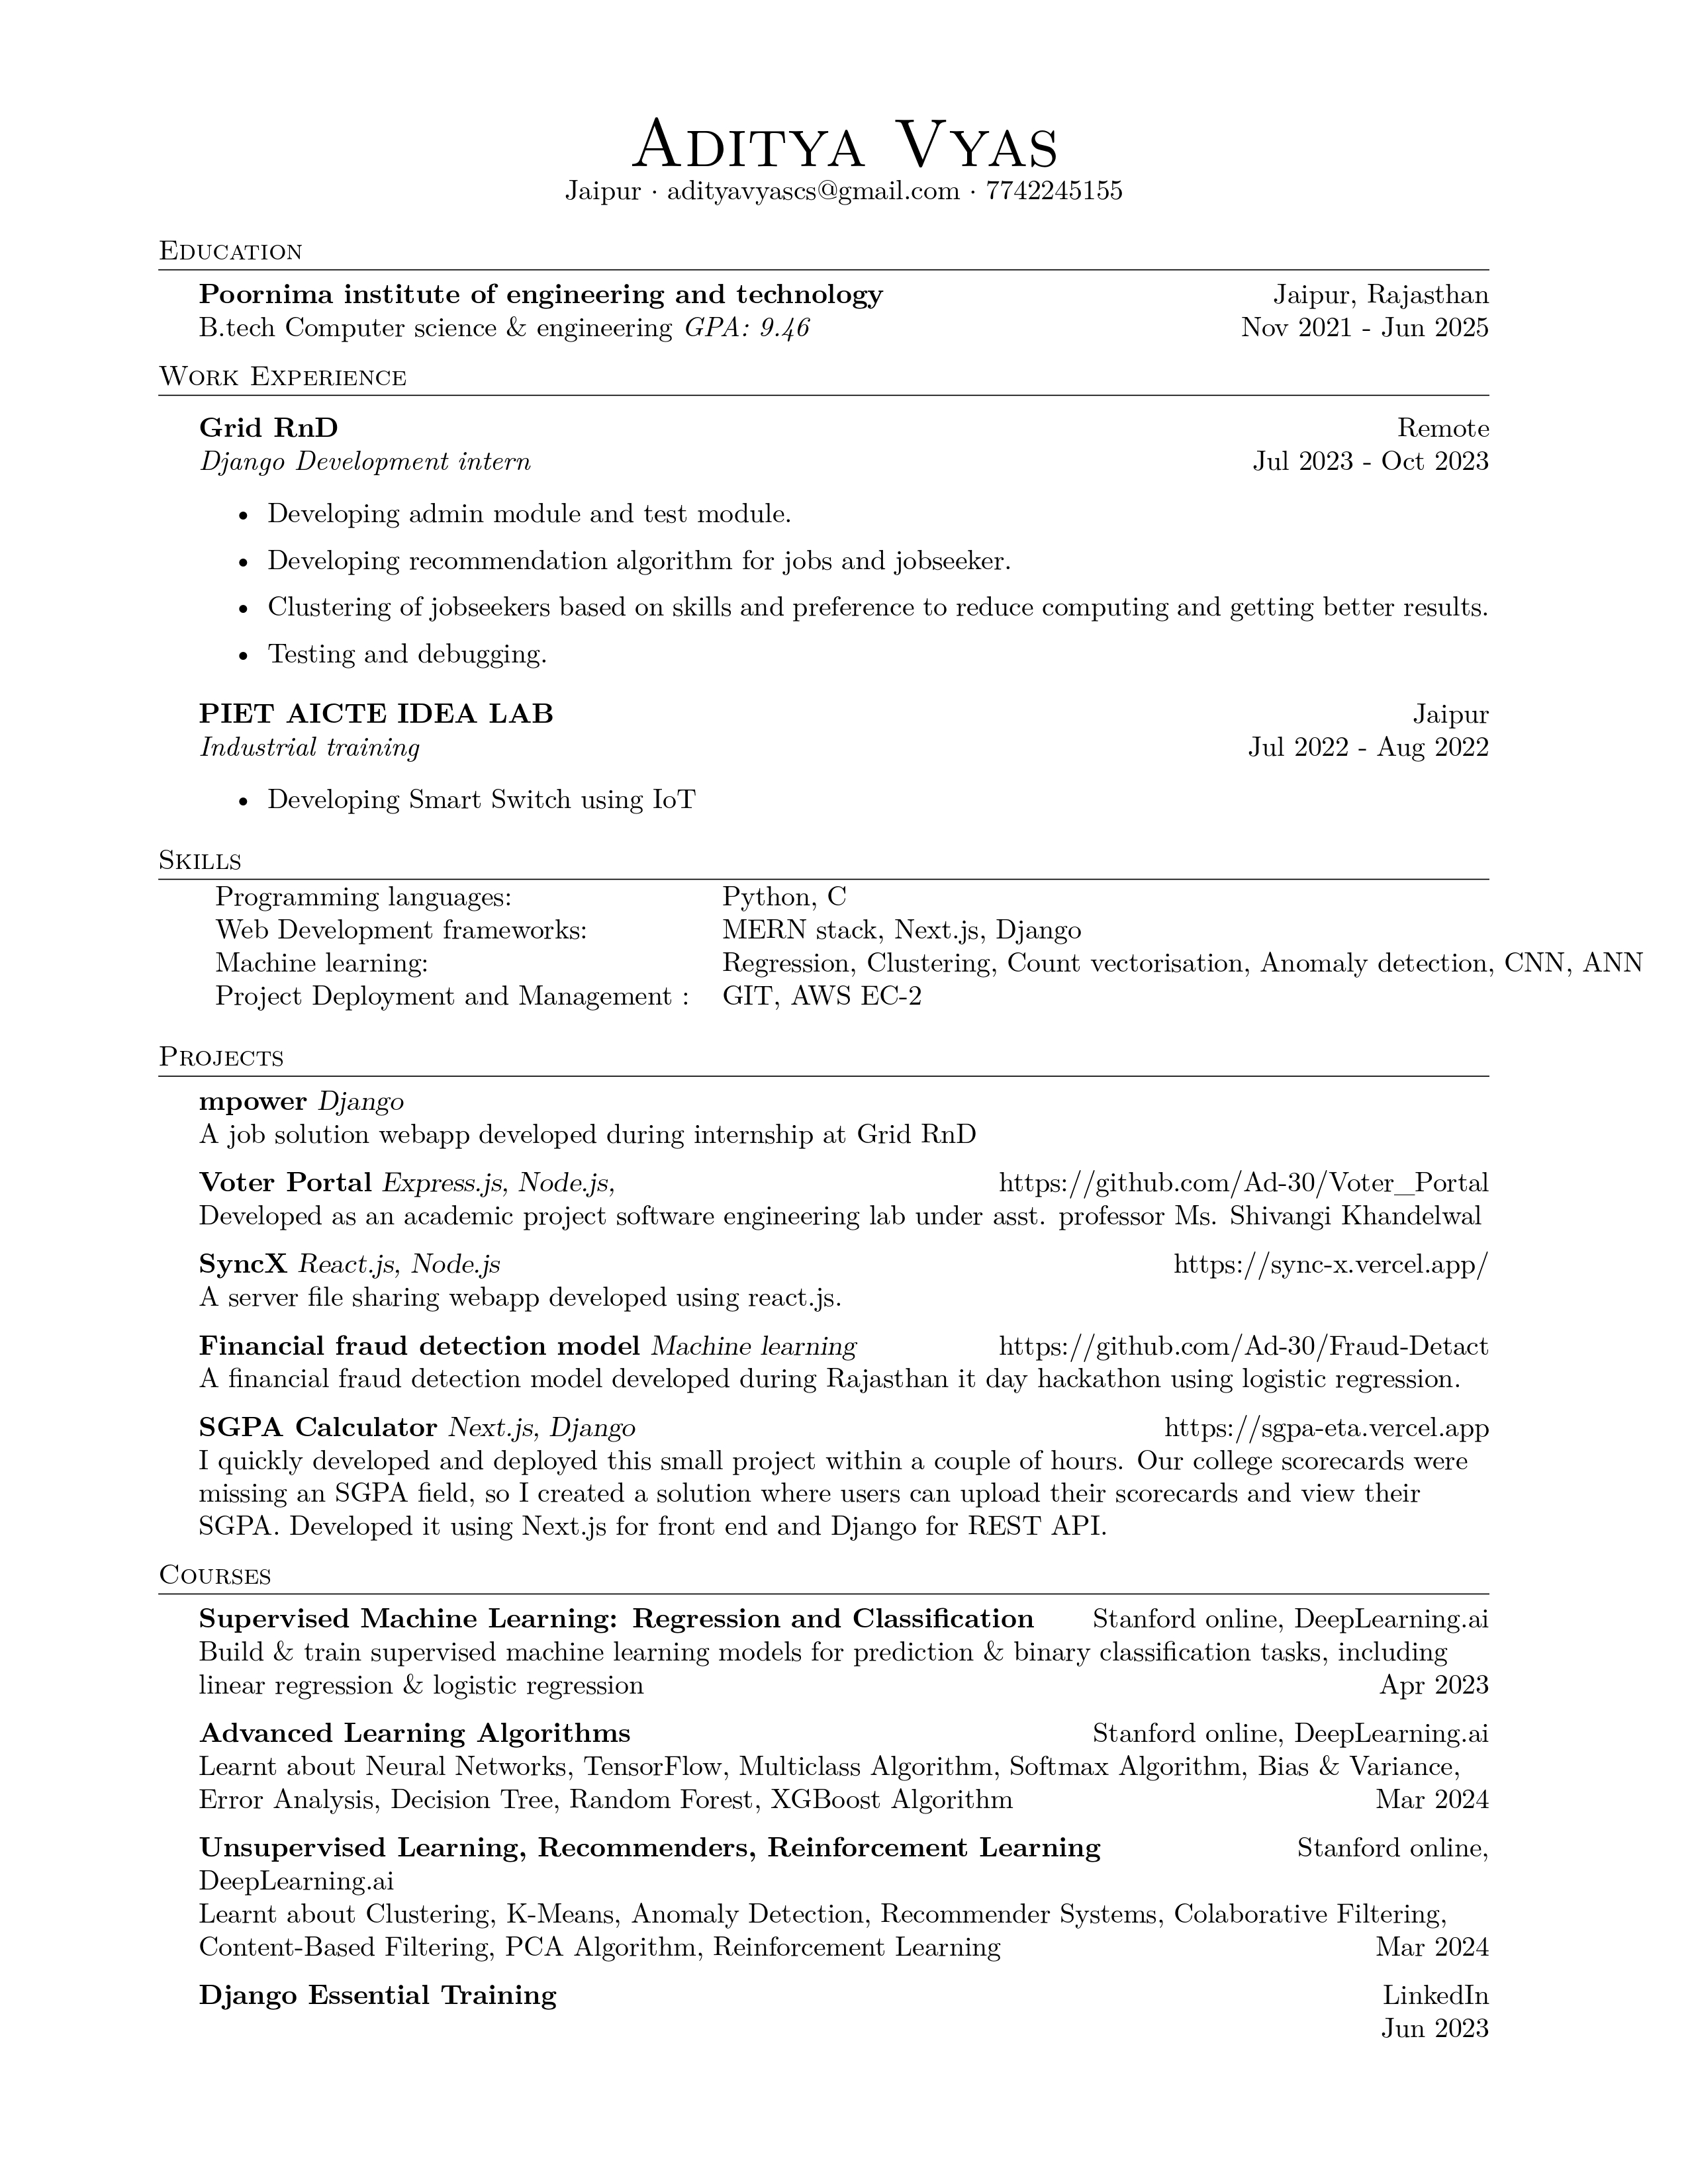 Aditya Vyas
Jaipur · adityavyascs@gmail.com · 7742245155
Education
Poornima institute of engineering and technology Jaipur, Rajasthan
B.tech Computer science & engineering GPA: 9.46 Nov 2021 - Jun 2025
Work Experience
Grid RnD Remote
Django Development intern Jul 2023 - Oct 2023
• Developing admin module and test module.
• Developing recommendation algorithm for jobs and jobseeker.
• Clustering of jobseekers based on skills and preference to reduce computing and getting better results.
• Testing and debugging.
PIET AICTE IDEA LAB Jaipur
Industrial training Jul 2022 - Aug 2022
• Developing Smart Switch using IoT
Skills
Programming languages: Python, C
Web Development frameworks: MERN stack, Next.js, Django
Machine learning: Regression, Clustering, Count vectorisation, Anomaly detection, CNN, ANN
Project Deployment and Management : GIT, AWS EC-2
Projects
mpower Django
A job solution webapp developed during internship at Grid RnD
Voter Portal Express.js, Node.js, https://github.com/Ad-30/Voter_Portal
Developed as an academic project software engineering lab under asst. professor Ms. Shivangi Khandelwal
SyncX React.js, Node.js https://sync-x.vercel.app/
A server file sharing webapp developed using react.js.
Financial fraud detection model Machine learning https://github.com/Ad-30/Fraud-Detact
A financial fraud detection model developed during Rajasthan it day hackathon using logistic regression.
SGPA Calculator Next.js, Django https://sgpa-eta.vercel.app
I quickly developed and deployed this small project within a couple of hours. Our college scorecards were
missing an SGPA field, so I created a solution where users can upload their scorecards and view their
SGPA. Developed it using Next.js for front end and Django for REST API.
Courses
Supervised Machine Learning: Regression and Classification Stanford online, DeepLearning.ai
Build & train supervised machine learning models for prediction & binary classification tasks, including
linear regression & logistic regression Apr 2023
Advanced Learning Algorithms Stanford online, DeepLearning.ai
Learnt about Neural Networks, TensorFlow, Multiclass Algorithm, Softmax Algorithm, Bias & Variance,
Error Analysis, Decision Tree, Random Forest, XGBoost Algorithm Mar 2024
Unsupervised Learning, Recommenders, Reinforcement Learning Stanford online,
DeepLearning.ai
Learnt about Clustering, K-Means, Anomaly Detection, Recommender Systems, Colaborative Filtering,
Content-Based Filtering, PCA Algorithm, Reinforcement Learning Mar 2024
Django Essential Training LinkedIn
Jun 2023